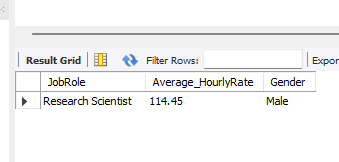 Result Grid Filter Rows: Expor
JobRole Average_HourlyRate Gender
Research Scientist 114.45 Male